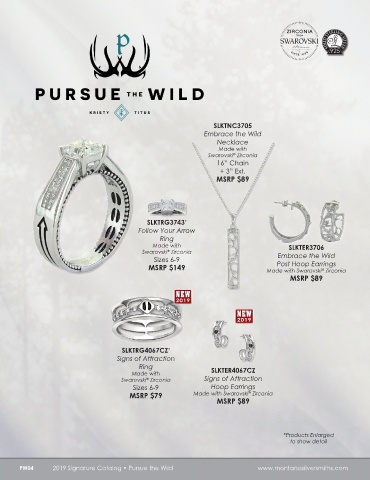 P
ZIRCONIA
SWAROVSKI
925
PURSUE THE WILD
KRISTY TITUS
SLKTNC3705
Embrace the Wild
Necklace
Made with
Swarovski® Zirconia
16" Chain
+ 3" Ext.
MSRP $89
SLKTRG3743*
Follow Your Arrow
Ring
Made with
Swarovski® Zirconia
Sizes 6-9
MSRP $149
SLKTER3706
Embrace the Wild
Post Hoop Earrings
Made with Swarovski® Zirconia
MSRP $89
NEW
2019
SLKTRG4067CZ*
Signs of Attraction
Ring
Made with
Swarovski® Zirconia
Sizes 6-9
MSRP $79
NEW
2019
SLKTER4067CZ
Signs of Attraction
Hoop Earrings
Made with Swarovski® Zirconia
MSRP $89
*Products Enlarged
to show detail
PW04 2019 Signature Catalog • Pursue the Wild www.montanasilversmiths.com